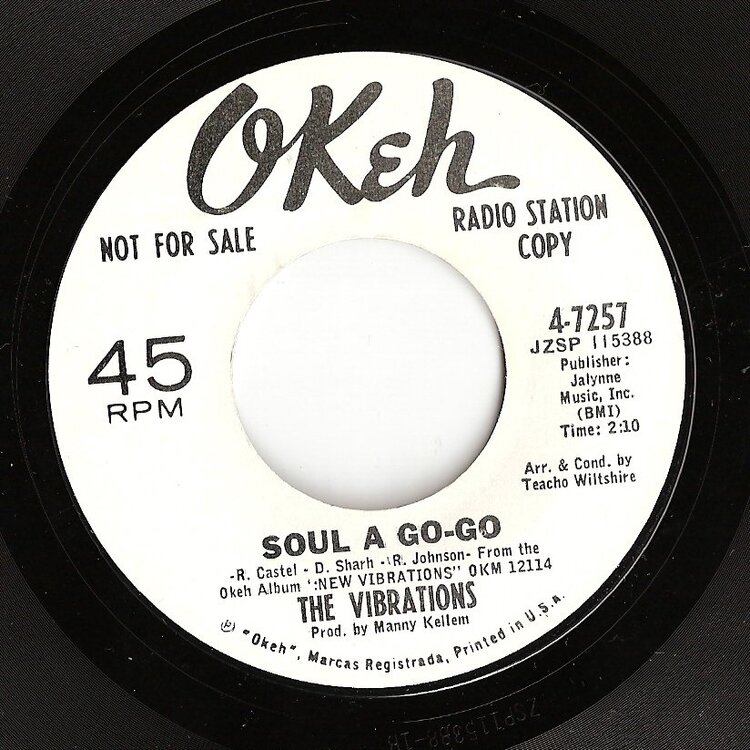 OKeh
NOT FOR SALE
RADIO STATION
COPY
45
RPM
4-7257
JZSP 115388
Publisher:
Jalynne
Music, Inc.
(BMI)
Time: 2:10
Arr. & Cond. by
Teacho Wiltshire
SOUL A GO-GO
-R. Castel - D. Sharh -R. Johnson- From the
Okeh Album ":NEW VIBRATIONS" OKM 12114
THE VIBRATIONS
Prod. by Manny Kellem
℗ "Okeh", Marcas Registrada, Printed in U.S.A.